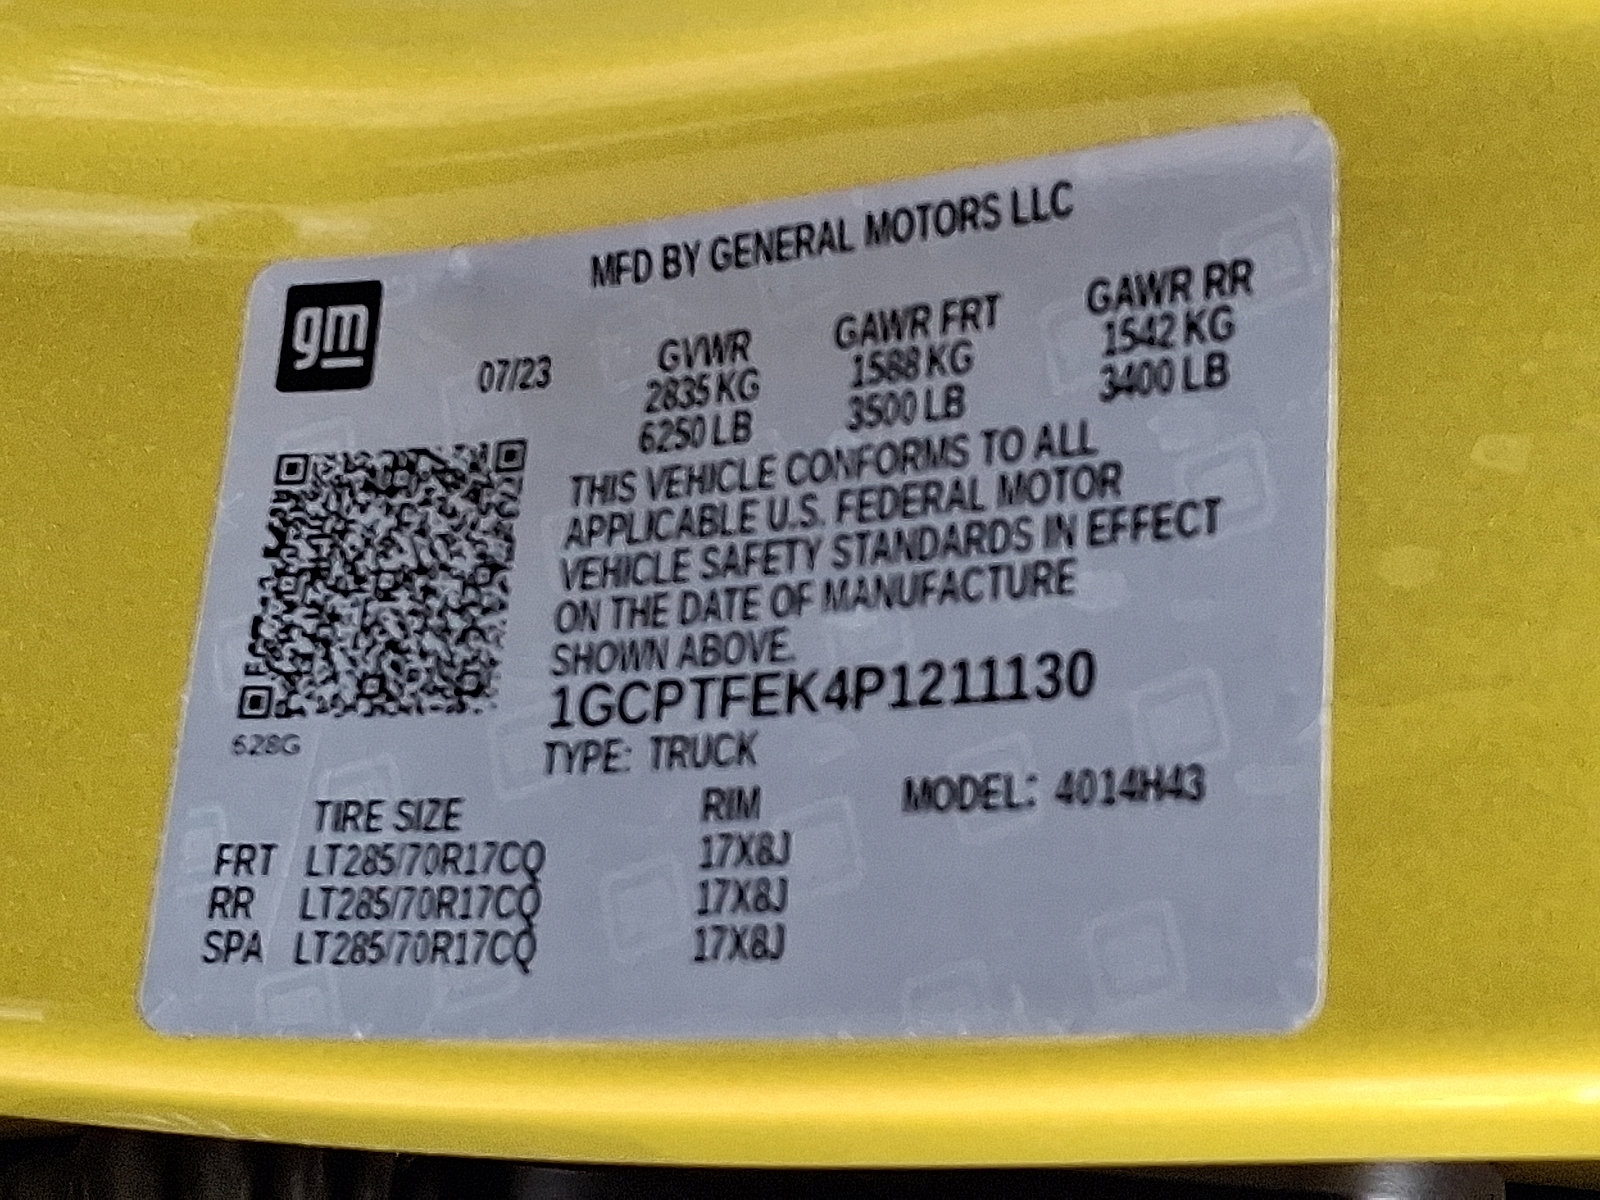 MFD BY GENERAL MOTORS LLC
gm
07/23
GVWR GAWR FRT GAWR RR
2835 KG 1588 KG 1542 KG
6250 LB 3500 LB 3400 LB
THIS VEHICLE CONFORMS TO ALL
APPLICABLE U.S. FEDERAL MOTOR
VEHICLE SAFETY STANDARDS IN EFFECT
ON THE DATE OF MANUFACTURE
SHOWN ABOVE.
1GCPTFEK4P1211130
628G
TYPE: TRUCK
MODEL: 4014H43
TIRE SIZE RIM
FRT LT285/70R17CQ 17X8J
RR LT285/70R17CQ 17X8J
SPA LT285/70R17CQ 17X8J